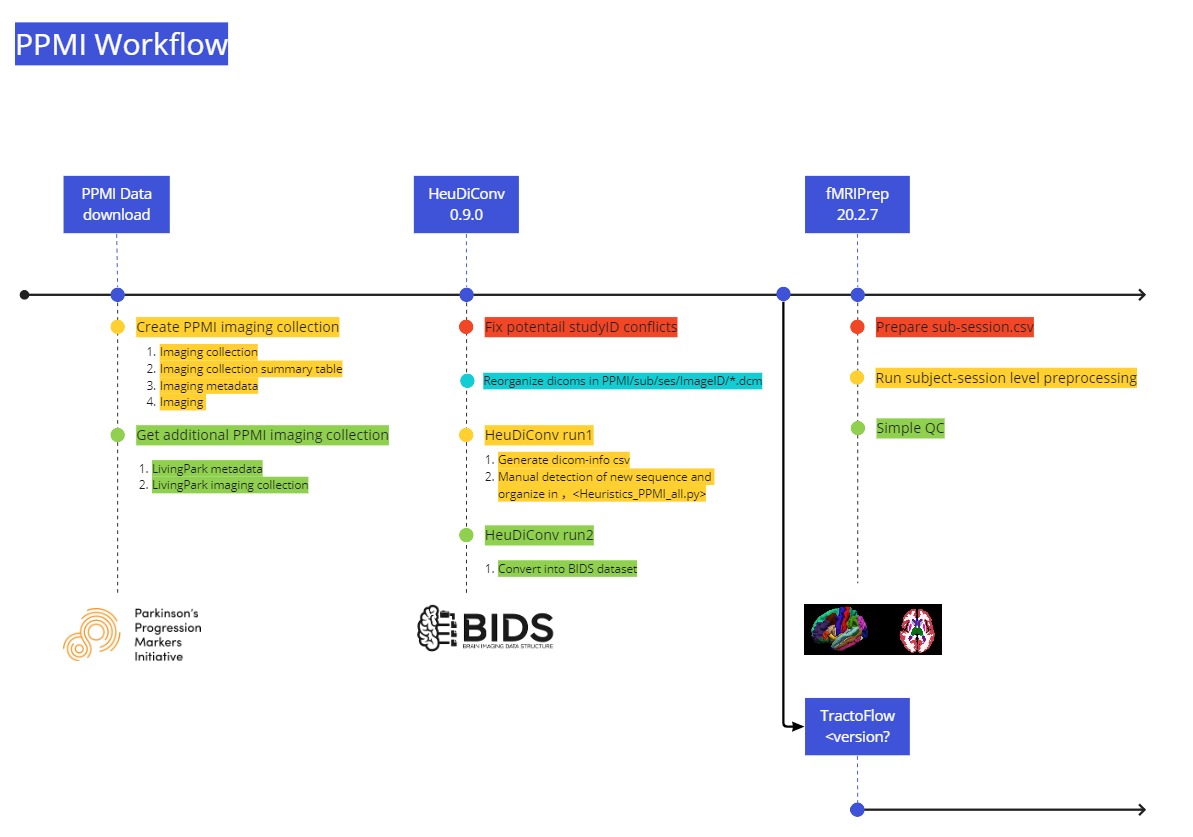 PPMI Workflow
PPMI Data
download
HeuDiConv
0.9.0
fMRIPrep
20.2.7
Create PPMI imaging collection
1. Imaging collection
2. Imaging collection summary table
3. Imaging metadata
4. Imaging
Get additional PPMI imaging collection
1. LivingPark metadata
2. LivingPark imaging collection
Parkinson's
Progression
Markers
Initiative
Fix potentail studyID conflicts
Reorganize dicoms in PPMI/sub/ses/ImageID/*.dcm
HeuDiConv run1
1. Generate dicom-info csv
2. Manual detection of new sequence and
organize in ，<Heuristics_PPMI_all.py>
HeuDiConv run2
1. Convert into BIDS dataset
BIDS
BRAIN IMAGING DATA STRUCTURE
Prepare sub-session.csv
Run subject-session level preprocessing
Simple QC
TractoFlow
<version?